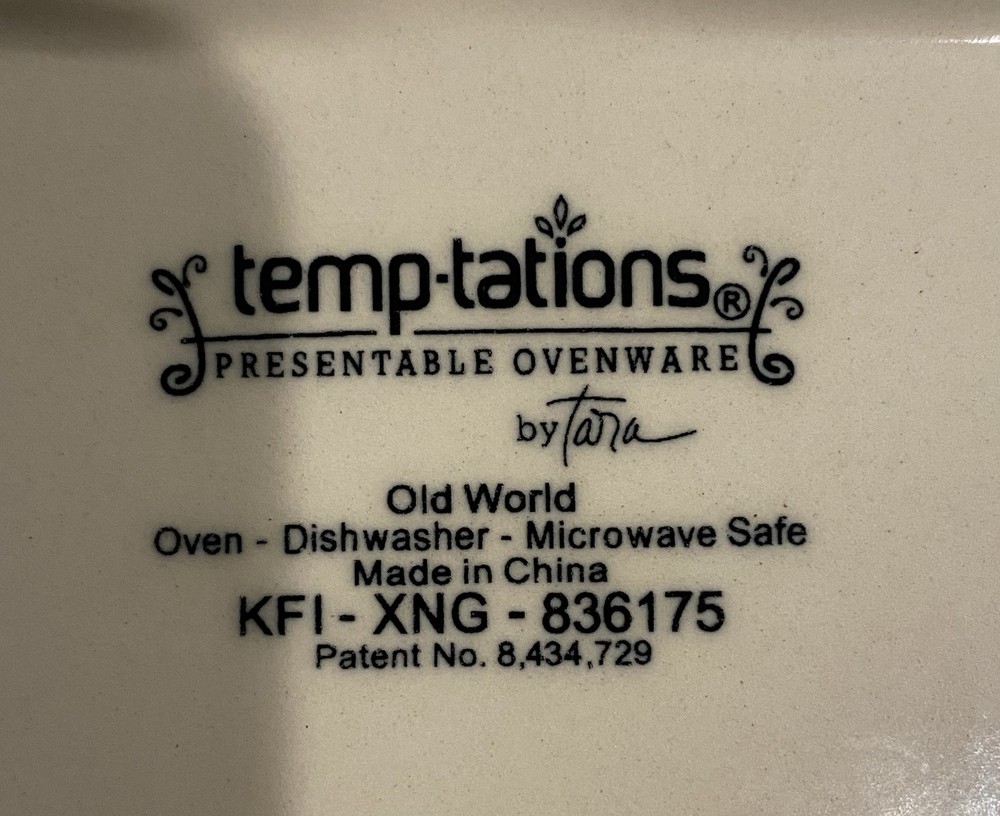 temp-tations®
PRESENTABLE OVENWARE
by Tara
Old World
Oven - Dishwasher - Microwave Safe
Made in China
KFI - XNG - 836175
Patent No. 8,434,729